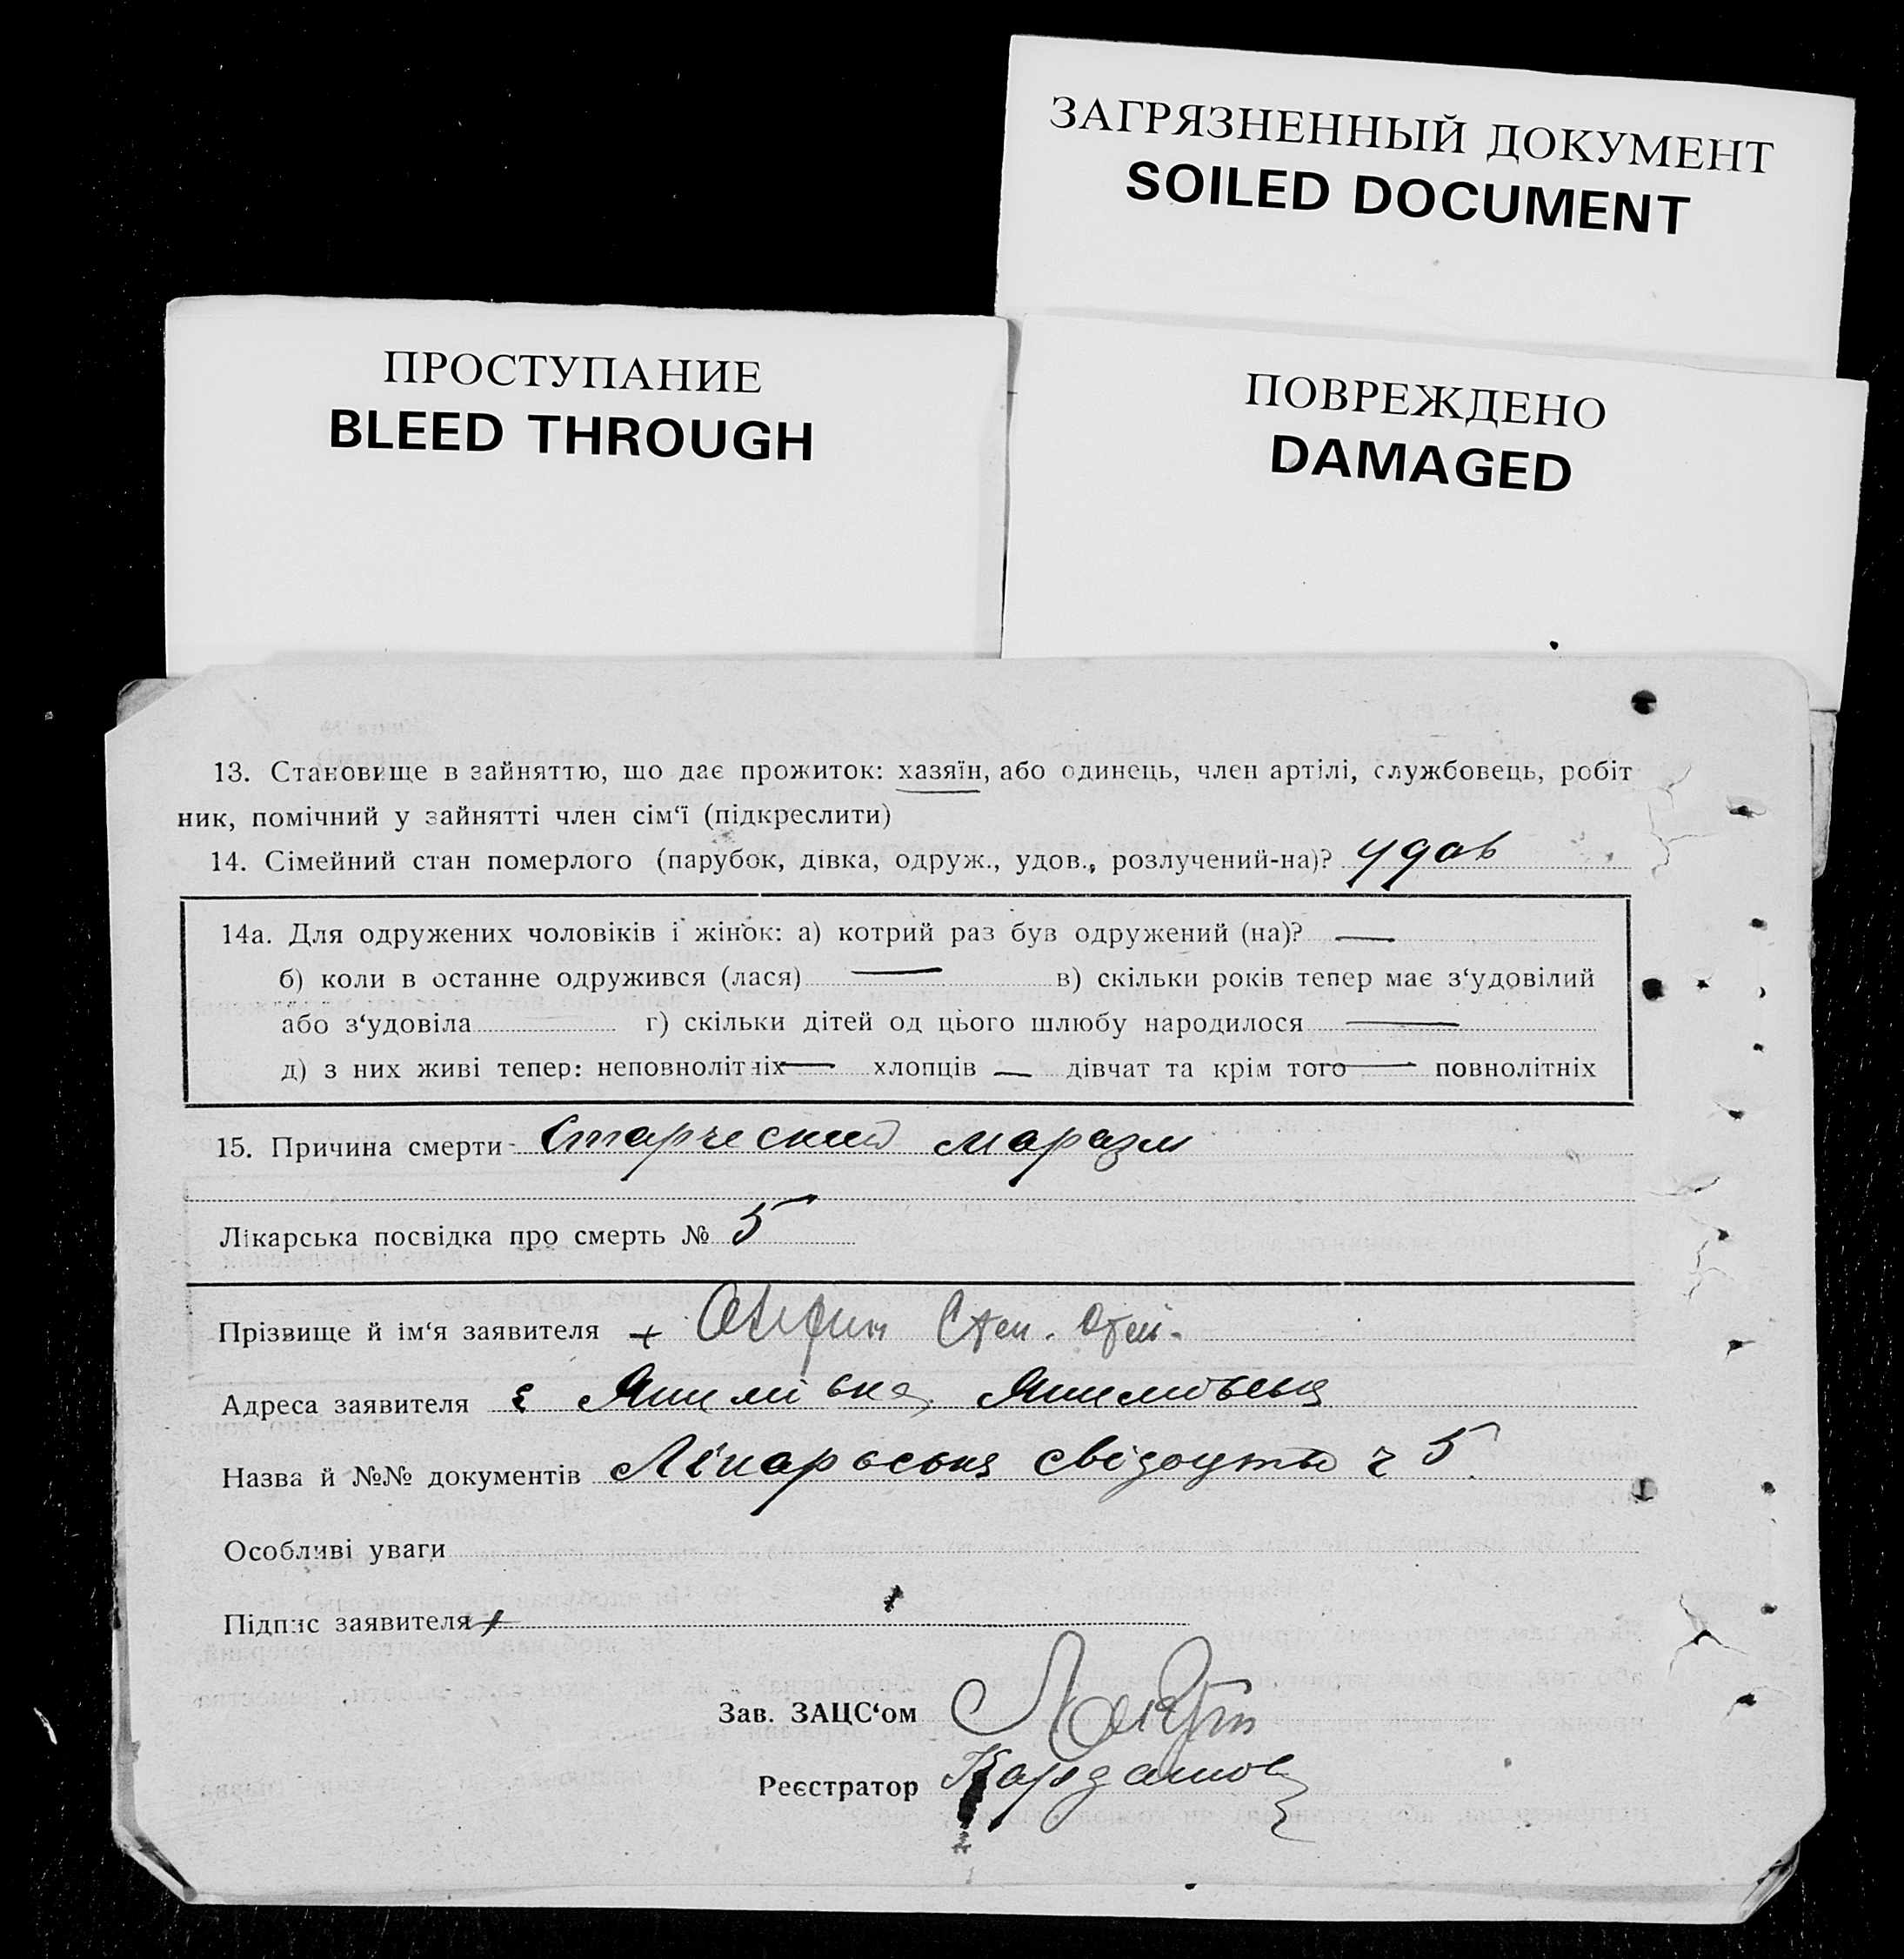 ЗАГРЯЗНЕННЫЙ ДОКУМЕНТ
SOILED DOCUMENT
ПРОСТУПАНИЕ
BLEED THROUGH
ПОВРЕЖДЕНО
DAMAGED
13. Становище в зайняттю, що дає прожиток: хазяїн, або одинець, член артілі, службовець, робіт
ник, помічний у зайнятті член сім‘ї (підкреслити)
14. Сімейний стан померлого (парубок, дівка, одруж., удов., розлучений-на)? удов
14а. Для одружених чоловіків і жінок: а) котрий раз був одружений (на)? —
б) коли в останне одружився (лася) — в) скільки років тепер має з‘удовілий
або з‘удовіла г) скільки дітей од цього шлюбу народилося —
д) з них живі тепер: неповнолітніх — хлопців — дівчат та крім того — повнолітніх
15. Причина смерти Старческий маразм
Лікарська посвідка про смерть № 5
Прізвище й ім‘я заявителя +
Адреса заявителя
Назва й №№ документів Лікарська свідоцтво ч 5
Особливі уваги
Підпис заявителя +
Зав. ЗАЦС‘ом
Реєстратор